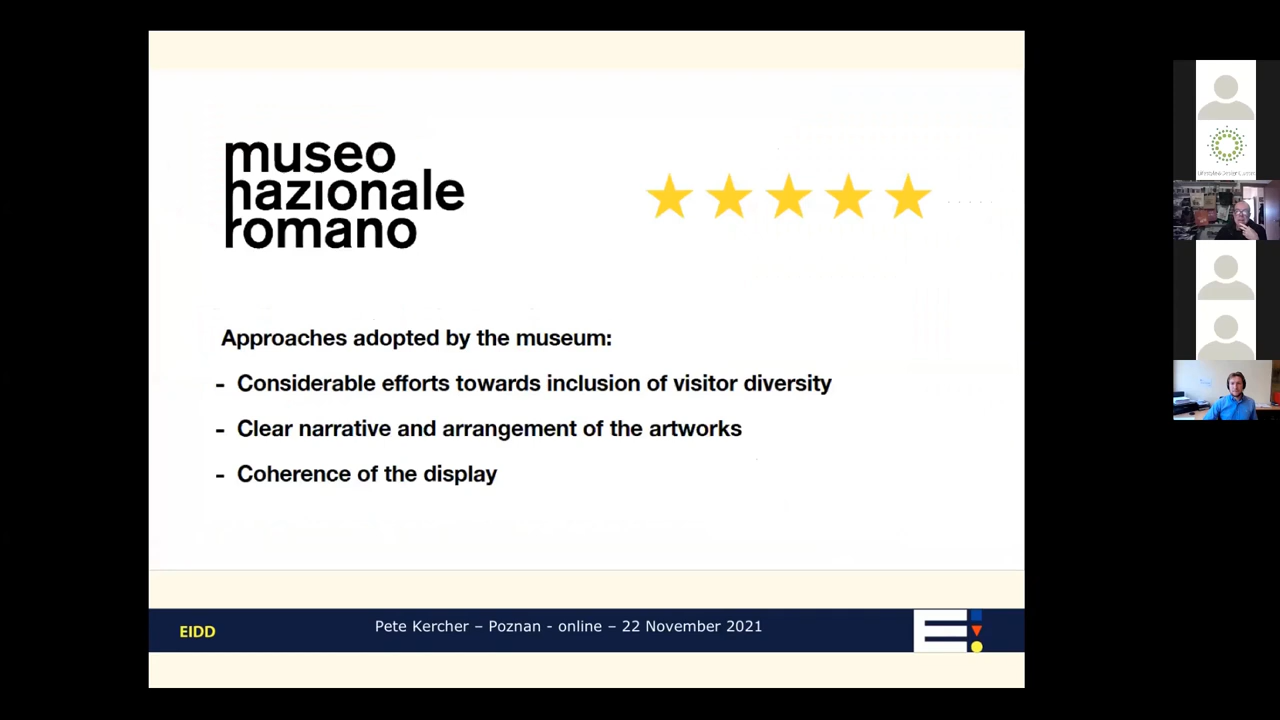 museo
nazionale
romano
Approaches adopted by the museum:
- Considerable efforts towards inclusion of visitor diversity
- Clear narrative and arrangement of the artworks
- Coherence of the display
EIDD
Pete Kercher – Poznan - online – 22 November 2021